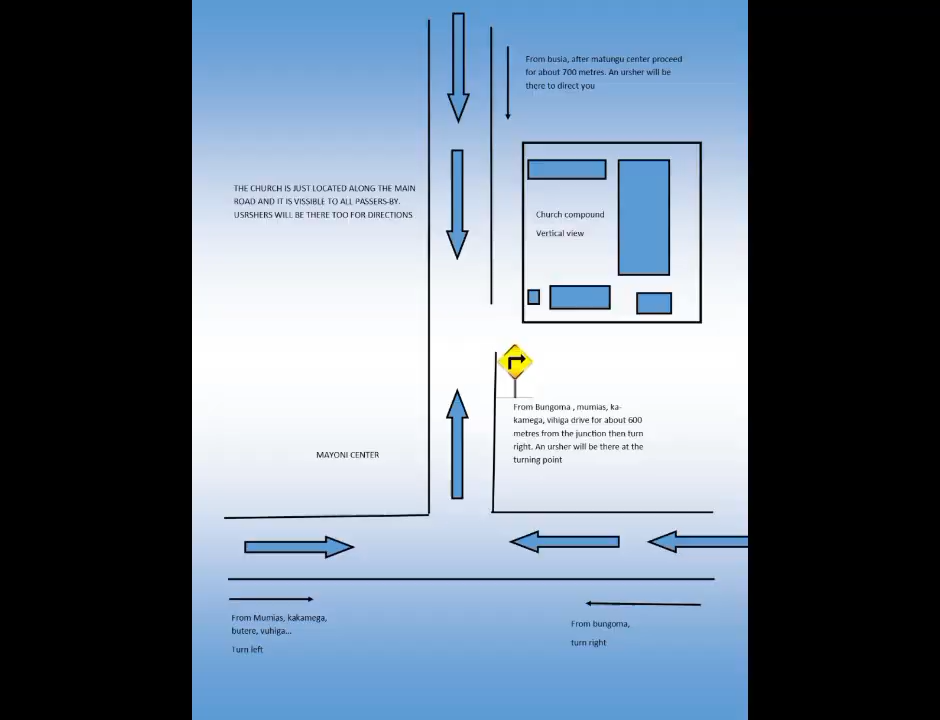 From busia, after matungu center proceed
for about 700 metres. An ursher will be
there to direct you
THE CHURCH IS JUST LOCATED ALONG THE MAIN
ROAD AND IT IS VISSIBLE TO ALL PASSERS-BY.
USRSHERS WILL BE THERE TOO FOR DIRECTIONS
Church compound
Vertical view
From Bungoma , mumias, ka-
kamega, vihiga drive for about 600
metres from the junction then turn
right. An ursher will be there at the
turning point
MAYONI CENTER
From Mumias, kakamega,
butere, vuhiga...
Turn left
From bungoma,
turn right